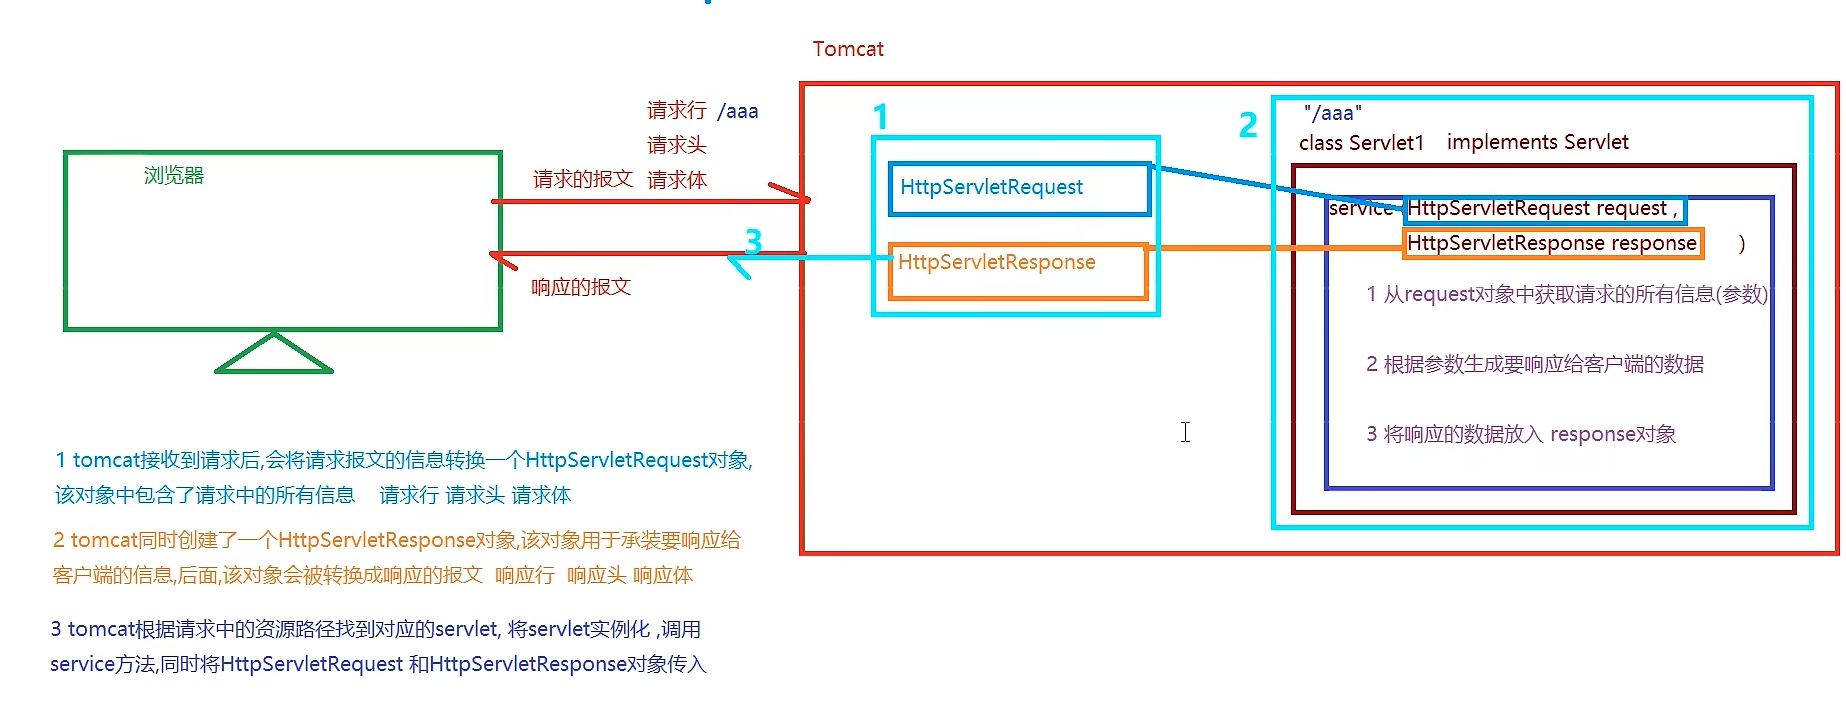 Tomcat
请求行 /aaa
请求头
请求的报文 请求体
浏览器
响应的报文
1
HttpServletRequest
HttpServletResponse
3
2
"/aaa"
class Servlet1 implements Servlet
service HttpServletRequest request ,
HttpServletResponse response )
1 从request对象中获取请求的所有信息(参数)
2 根据参数生成要响应给客户端的数据
3 将响应的数据放入 response对象
1 tomcat接收到请求后,会将请求报文的信息转换一个HttpServletRequest对象,
该对象中包含了请求中的所有信息 请求行 请求头 请求体
2 tomcat同时创建了一个HttpServletResponse对象,该对象用于承装要响应给
客户端的信息,后面,该对象会被转换成响应的报文 响应行 响应头 响应体
3 tomcat根据请求中的资源路径找到对应的servlet, 将servlet实例化 ,调用
service方法,同时将HttpServletRequest 和HttpServletResponse对象传入